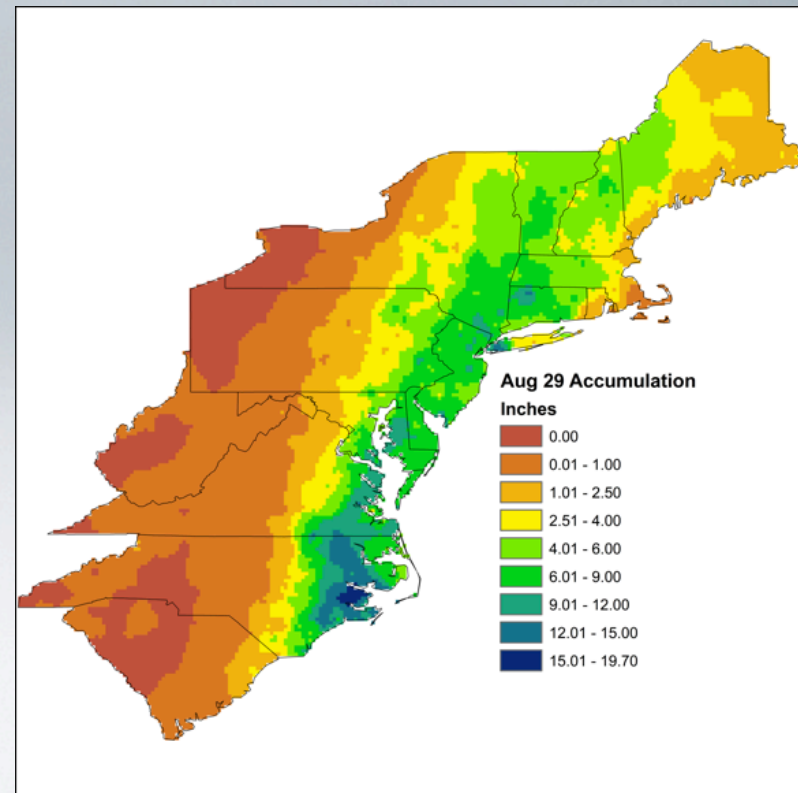 Aug 29 Accumulation
Inches
0.00
0.01 - 1.00
1.01 - 2.50
2.51 - 4.00
4.01 - 6.00
6.01 - 9.00
9.01 - 12.00
12.01 - 15.00
15.01 - 19.70